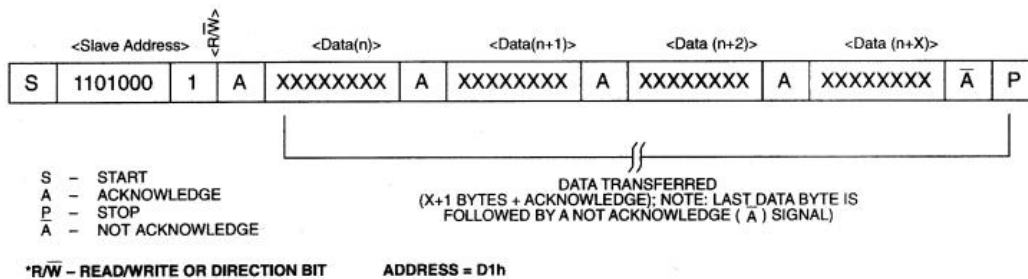 <Slave Address> <R/W̅> <Data(n)> <Data(n+1)> <Data (n+2)> <Data (n+X)>
S 1101000 1 A XXXXXXXX A XXXXXXXX A XXXXXXXX A XXXXXXXX A̅ P
S – START
A – ACKNOWLEDGE
P – STOP
A̅ – NOT ACKNOWLEDGE
DATA TRANSFERRED
(X+1 BYTES + ACKNOWLEDGE); NOTE: LAST DATA BYTE IS
FOLLOWED BY A NOT ACKNOWLEDGE ( A̅ ) SIGNAL)
*R/W̅ – READ/WRITE OR DIRECTION BIT ADDRESS = D1h